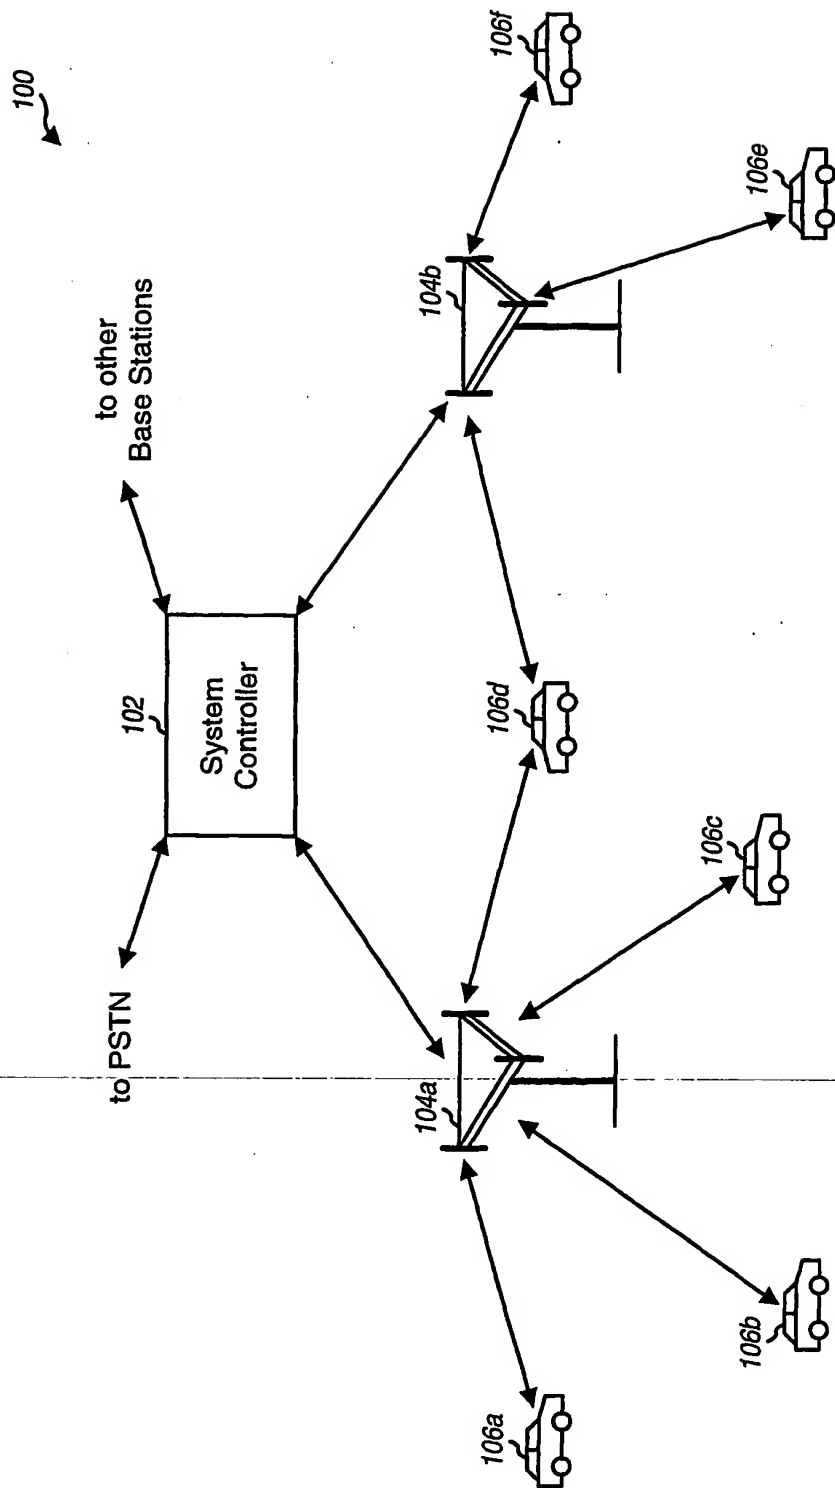 100
to other
Base Stations
to PSTN
102
System
Controller
104a
104b
106a
106b
106c
106d
106e
106f